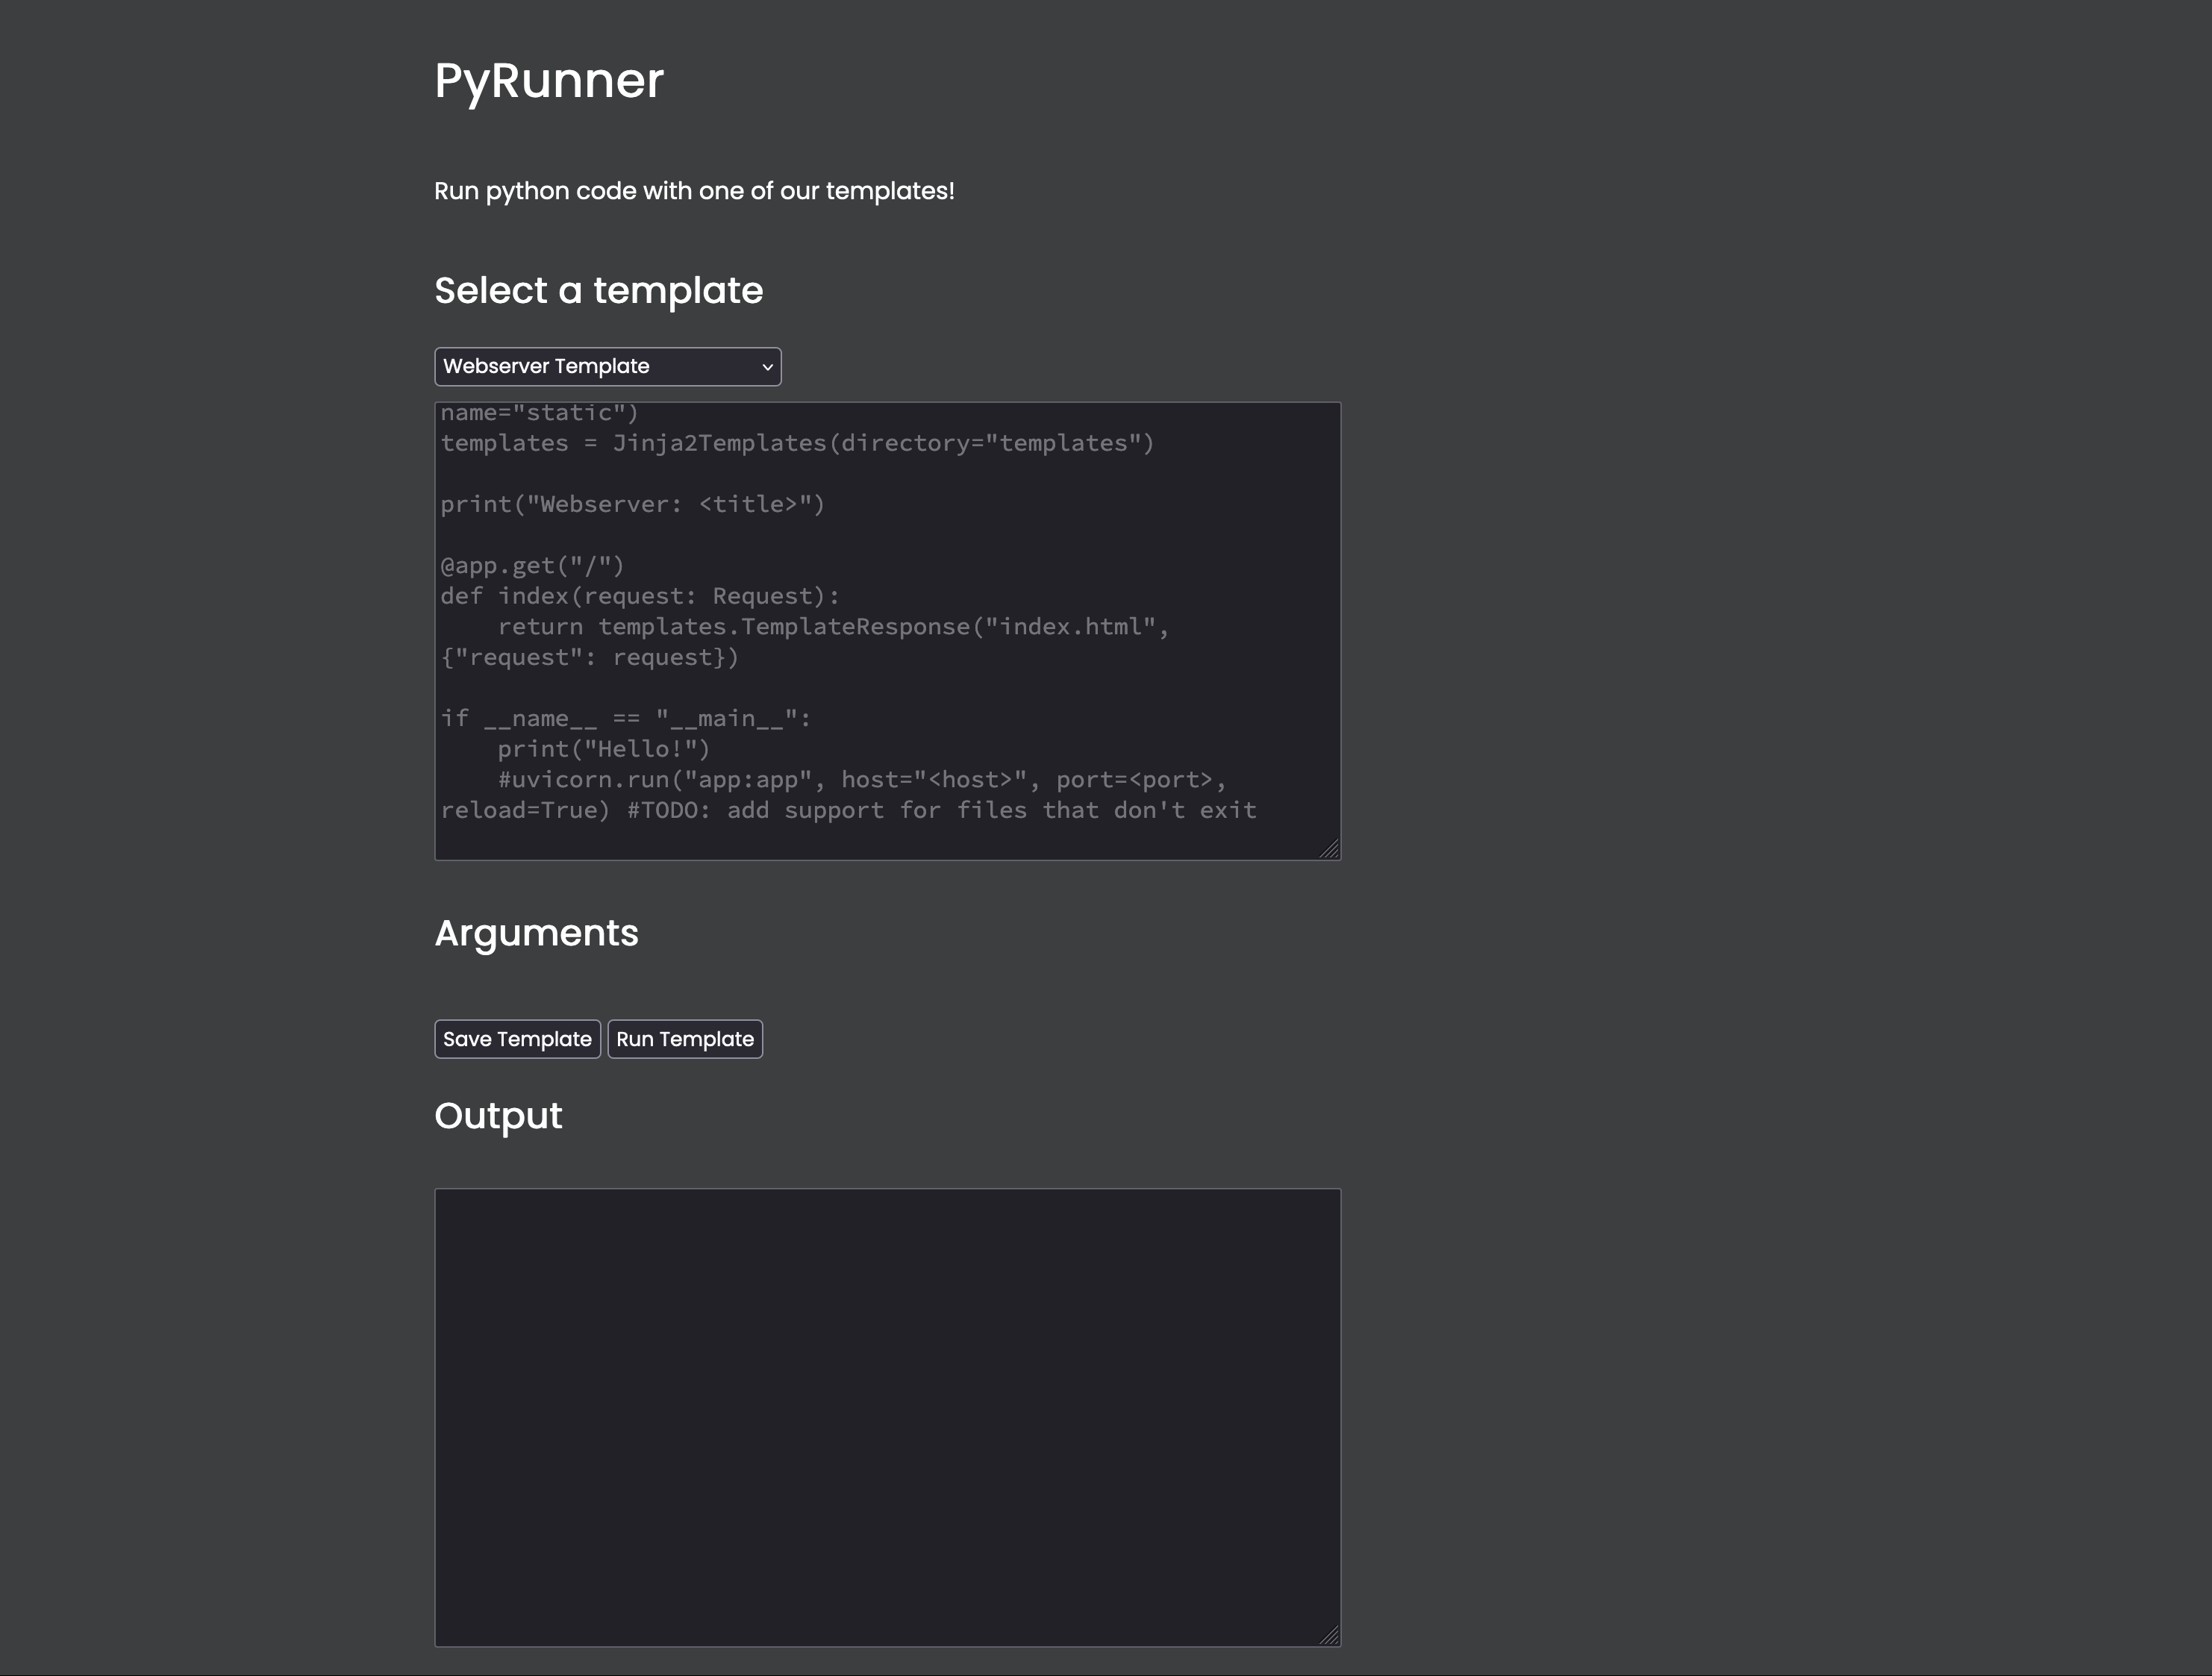 PyRunner
Run python code with one of our templates!
Select a template
Webserver Template
name="static")
templates = Jinja2Templates(directory="templates")
print("Webserver: <title>")
@app.get("/")
def index(request: Request):
    return templates.TemplateResponse("index.html",
{"request": request})
if __name__ == "__main__":
    print("Hello!")
    #uvicorn.run("app:app", host="<host>", port=<port>,
reload=True) #TODO: add support for files that don't exit
Arguments
Save Template Run Template
Output